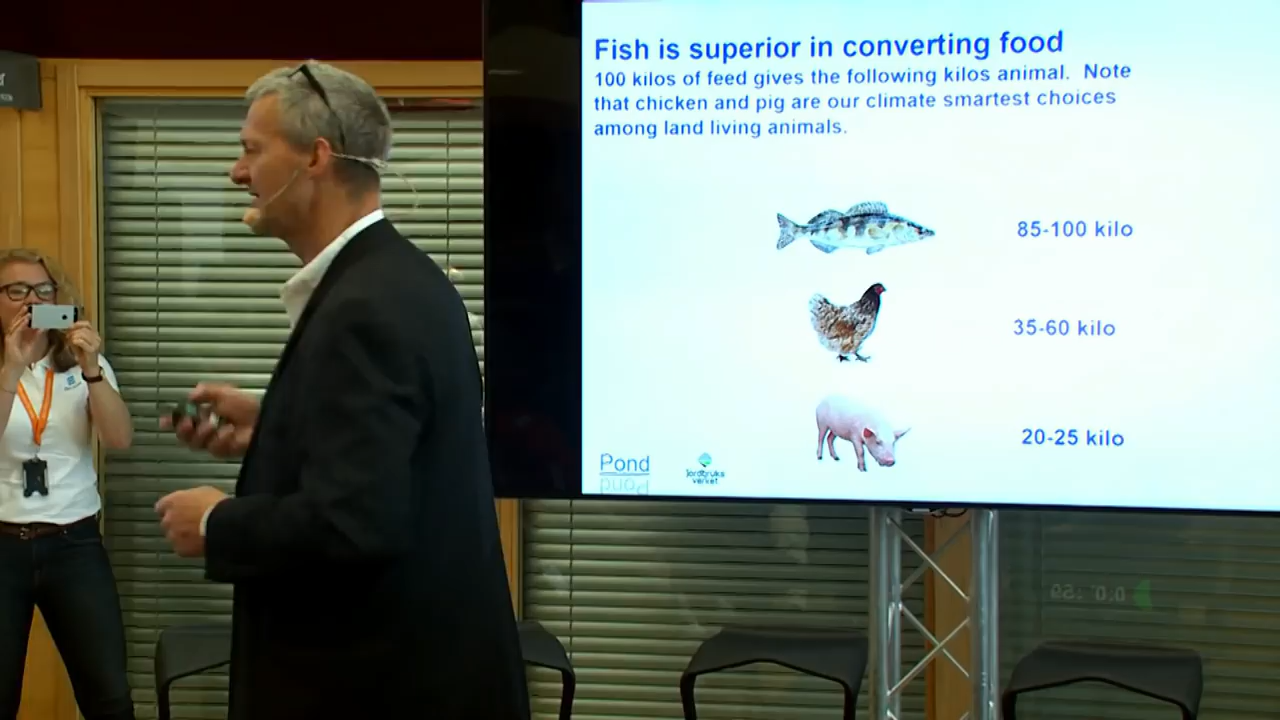 Fish is superior in converting food
100 kilos of feed gives the following kilos animal. Note
that chicken and pig are our climate smartest choices
among land living animals.
85-100 kilo
35-60 kilo
20-25 kilo
Pond
Jordbruks
verket